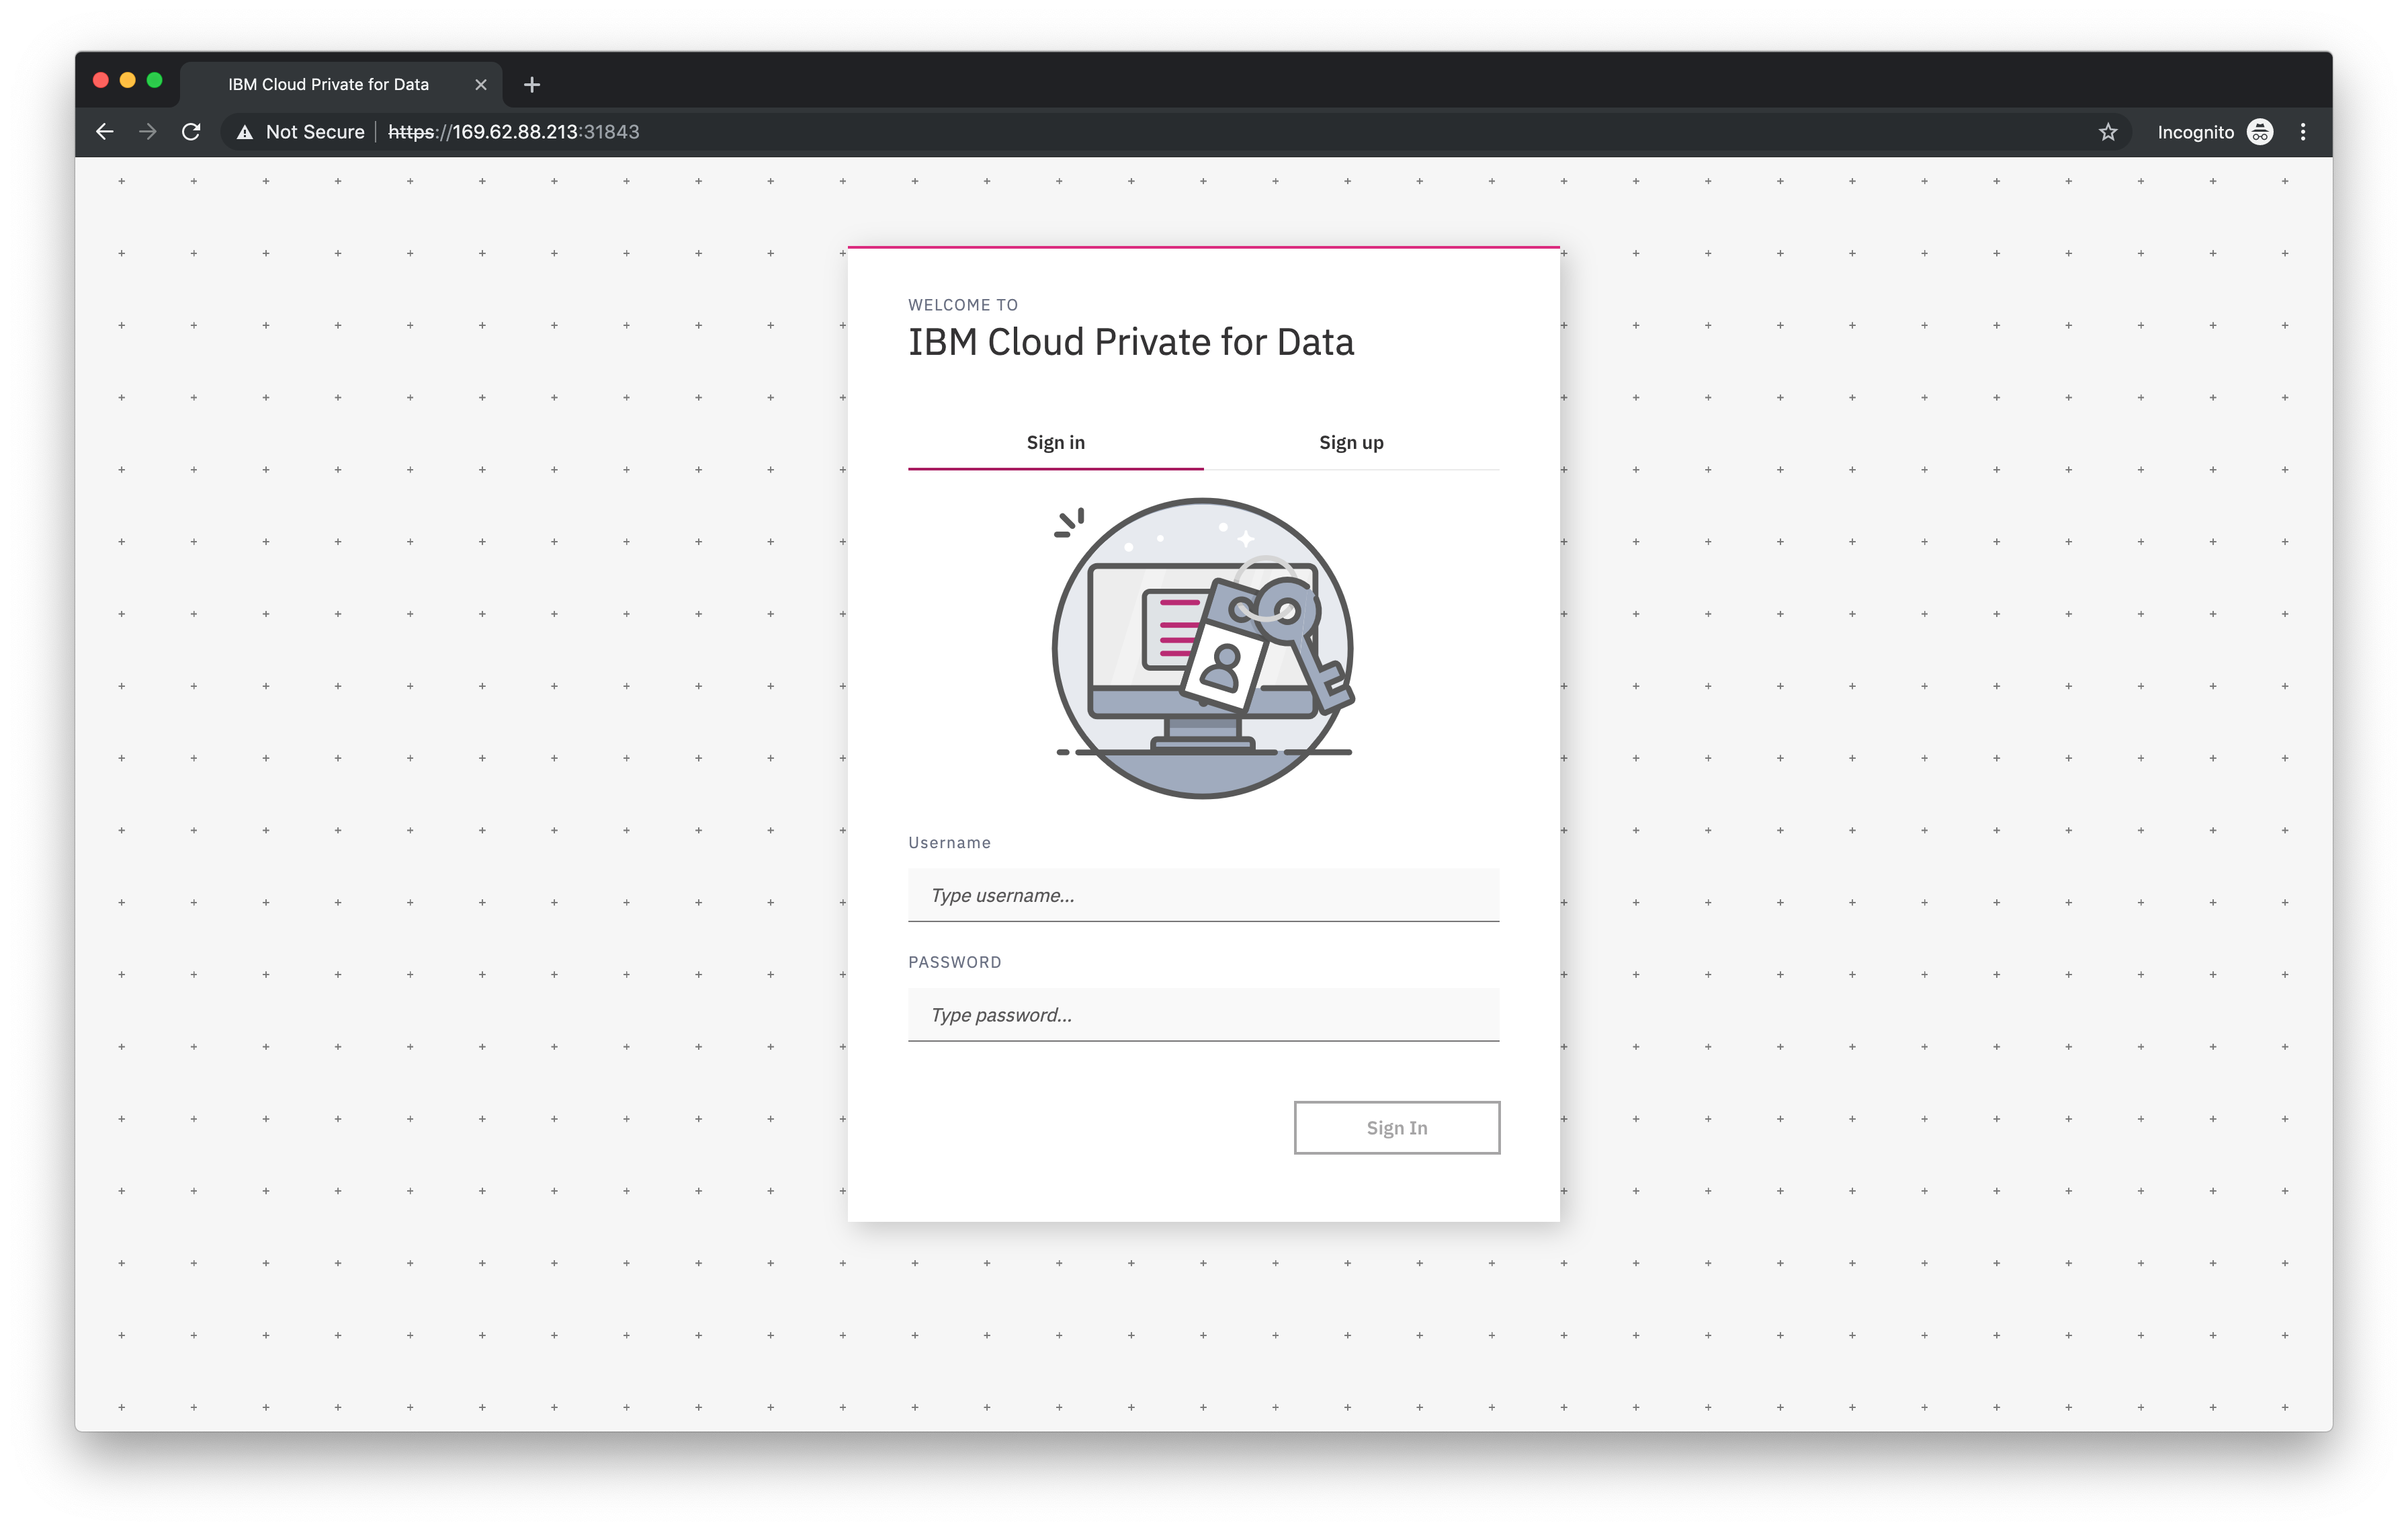 IBM Cloud Private for Data
Not Secure https://169.62.88.213:31843 Incognito
WELCOME TO
IBM Cloud Private for Data
Sign in Sign up
Username
Type username...
PASSWORD
Type password...
Sign In